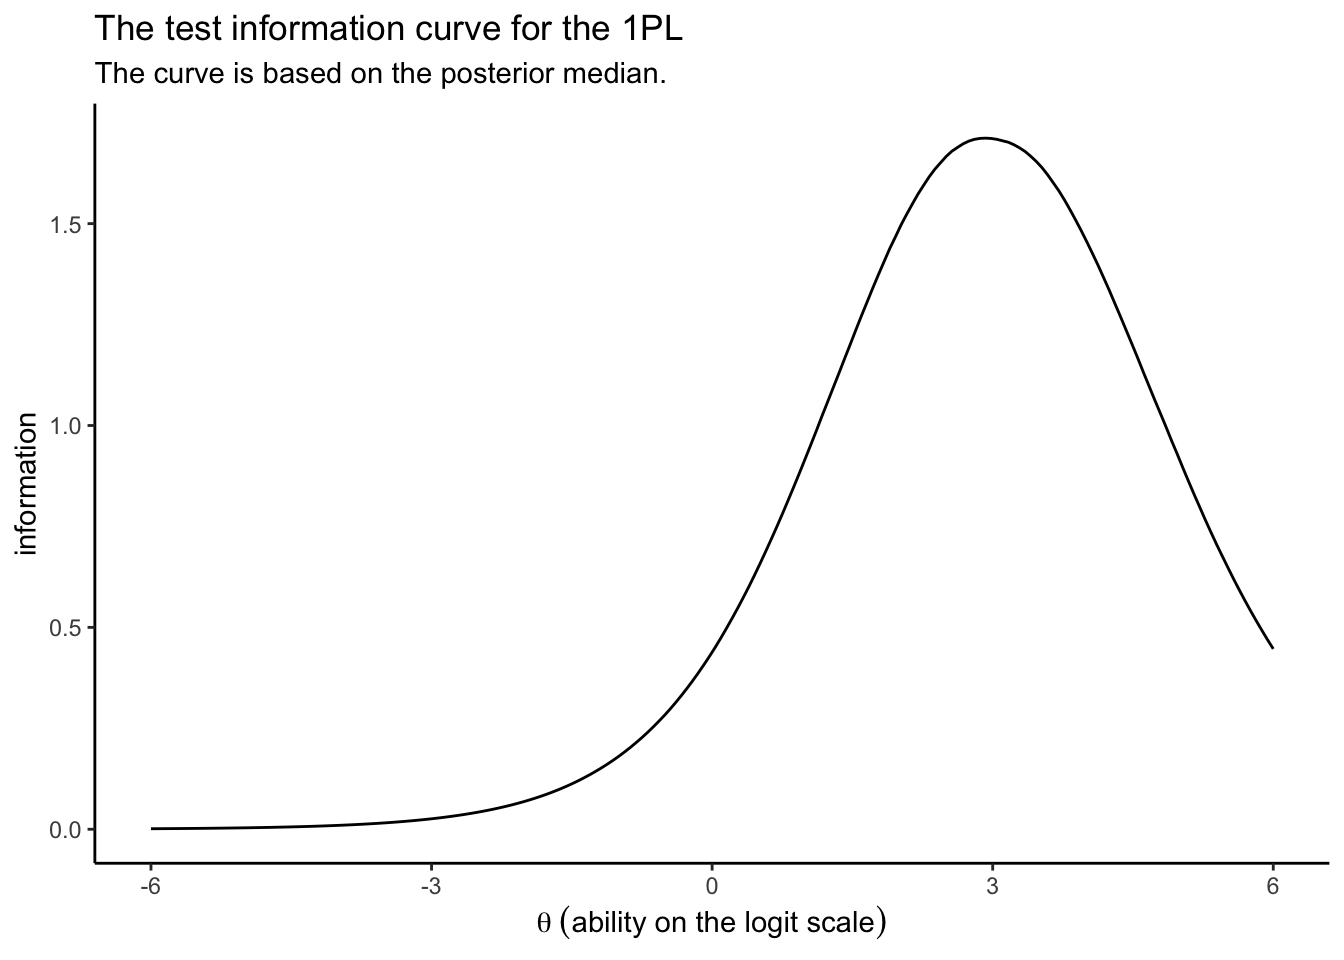 The test information curve for the 1PL
The curve is based on the posterior median.
information
1.5
1.0
0.5
0.0
-6 -3 0 3 6
θ (ability on the logit scale)